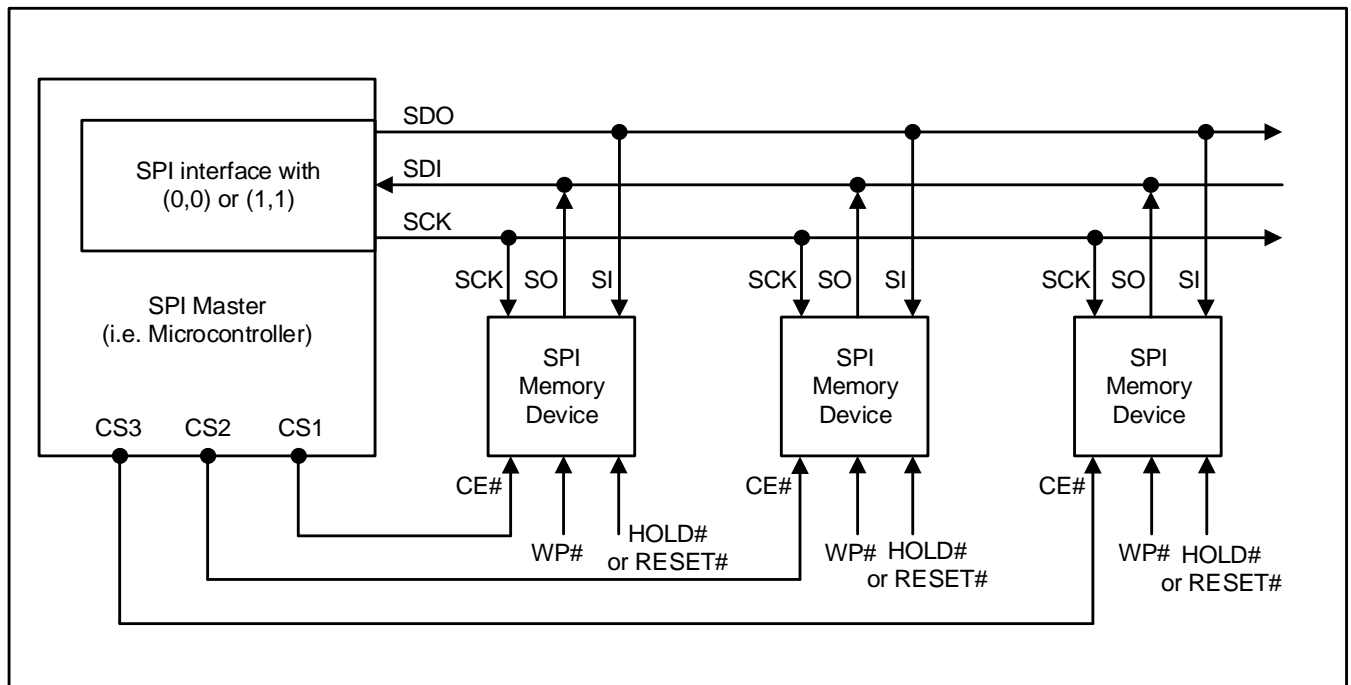 SDO
SPI interface with
(0,0) or (1,1)
SDI
SCK
SPI Master
(i.e. Microcontroller)
SCK SO SI
SCK SO SI
SCK SO SI
SPI
Memory
Device
SPI
Memory
Device
SPI
Memory
Device
CS3 CS2 CS1
CE#
WP#
HOLD#
or RESET#
CE#
WP#
HOLD#
or RESET#
CE#
WP#
HOLD#
or RESET#